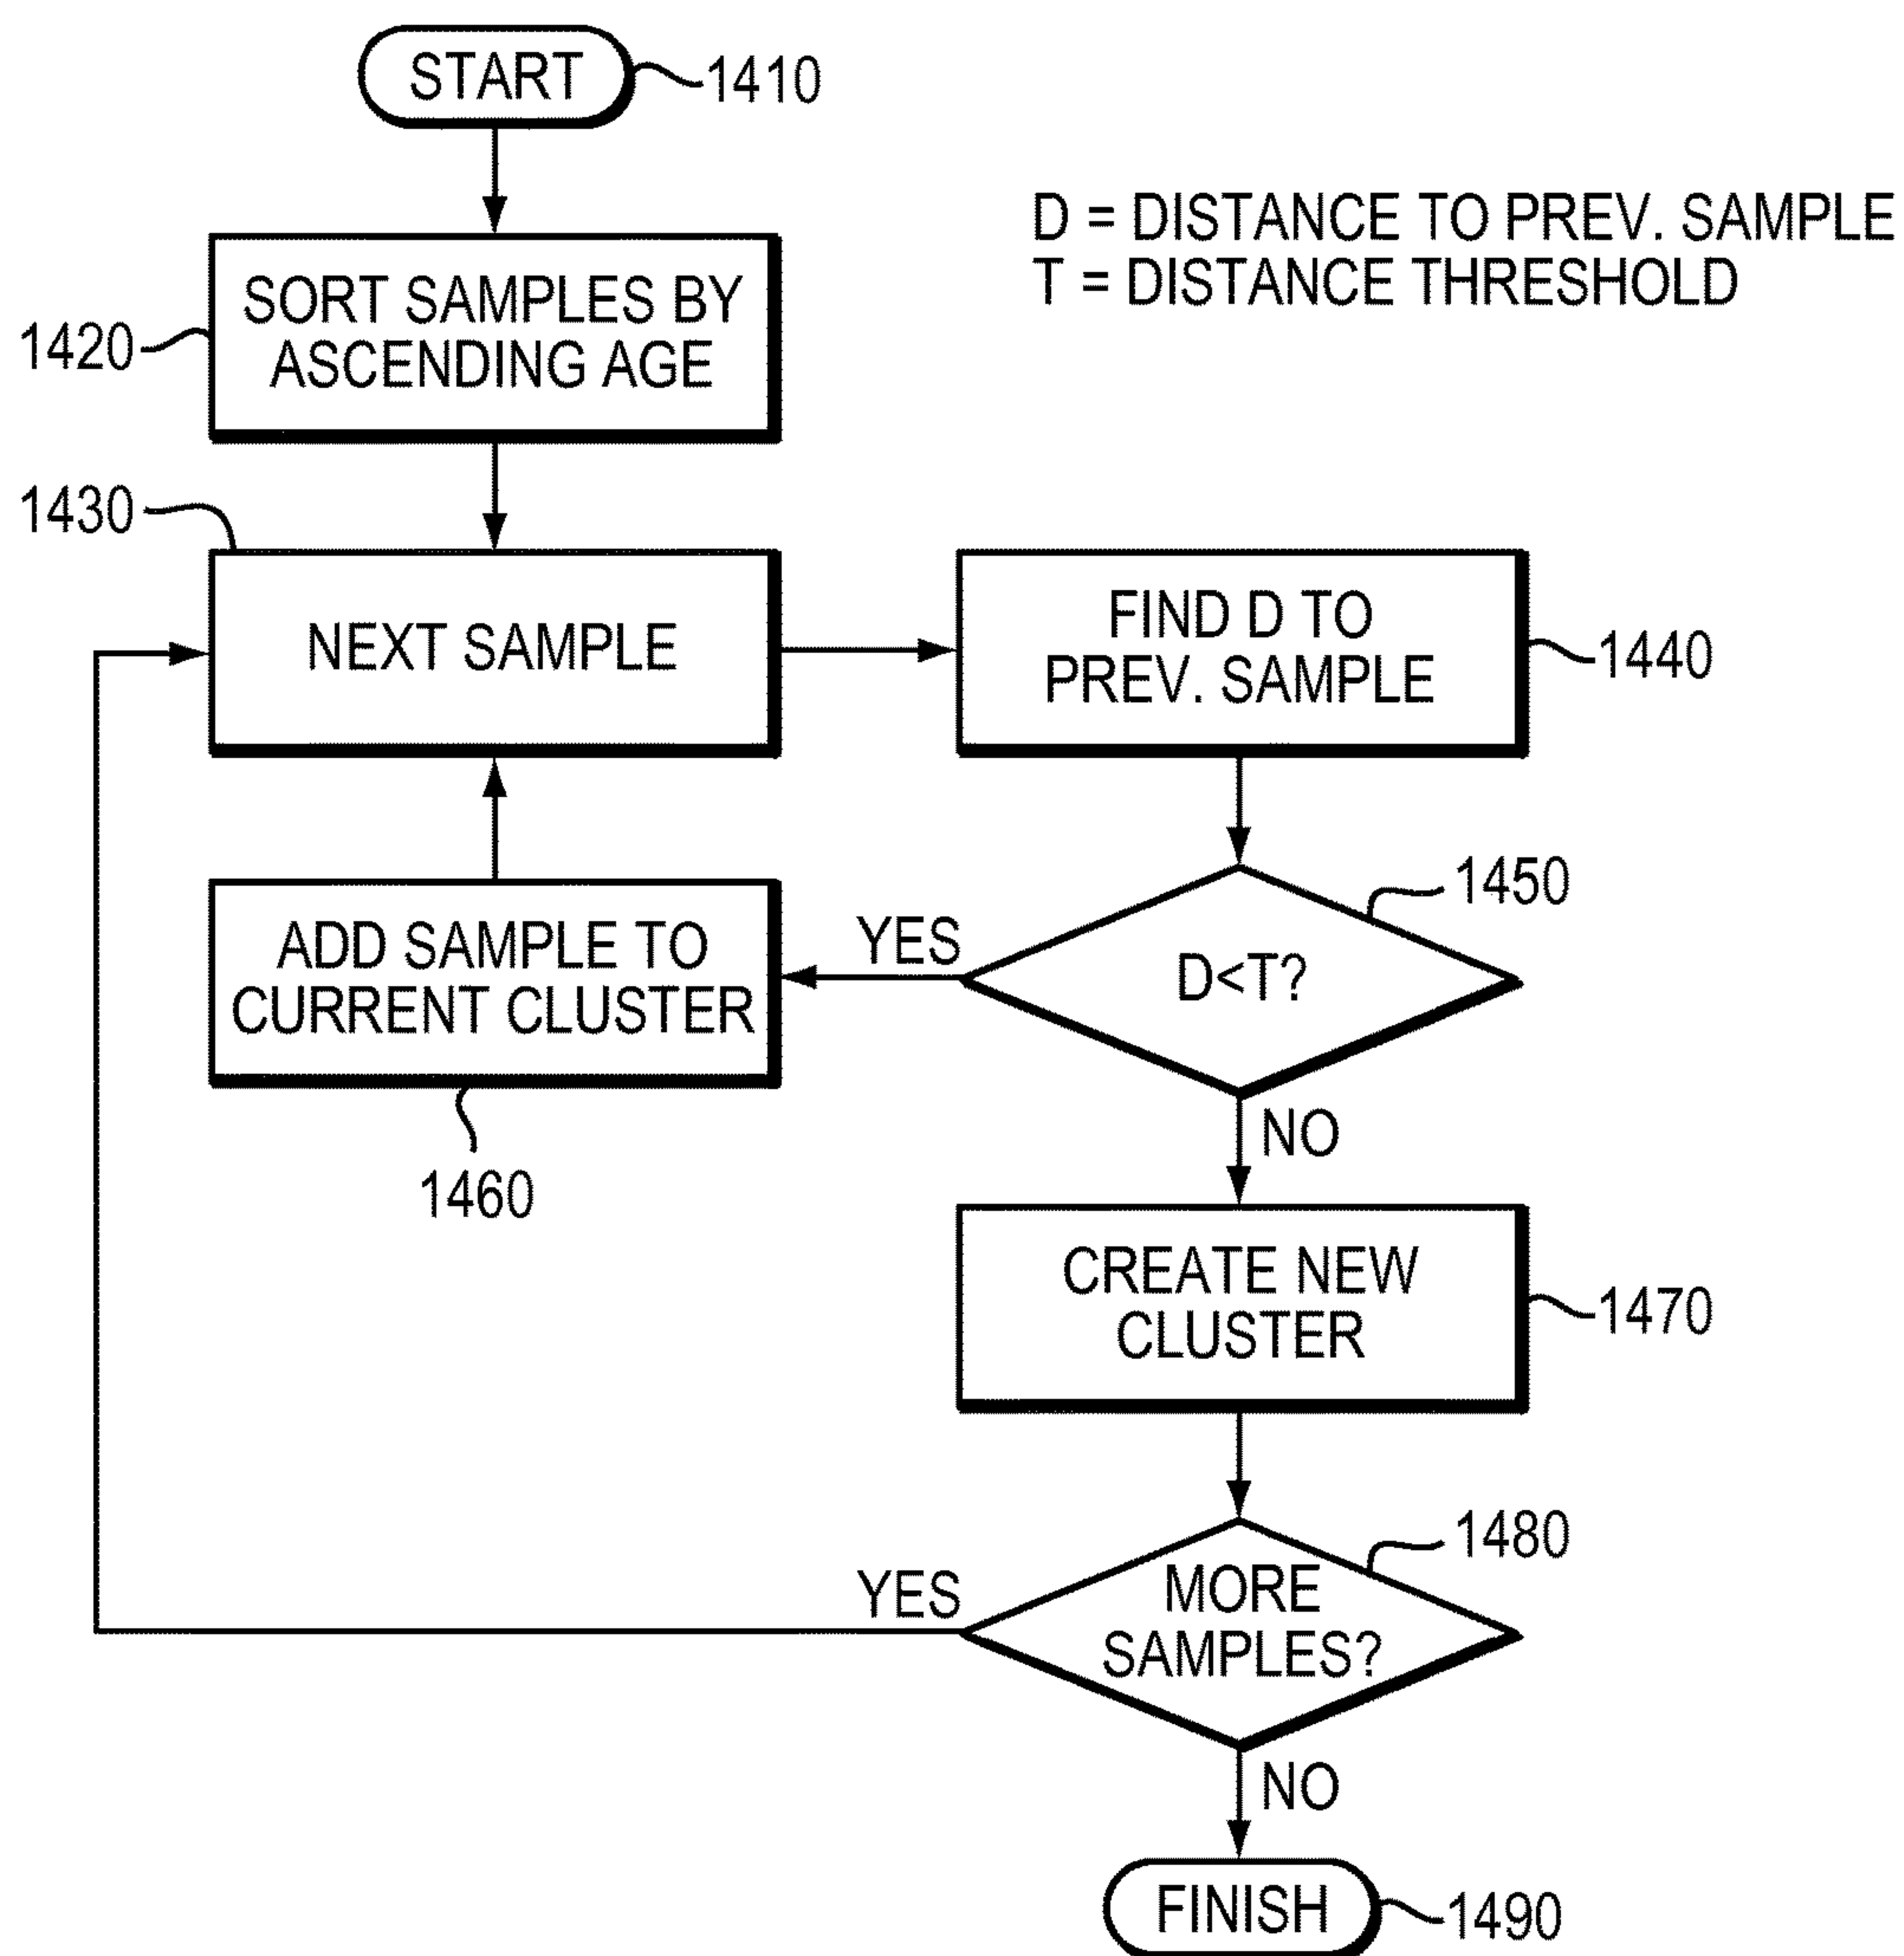 START
1410
D = DISTANCE TO PREV. SAMPLE
T = DISTANCE THRESHOLD
SORT SAMPLES BY
ASCENDING AGE
1420
1430
NEXT SAMPLE
FIND D TO
PREV. SAMPLE
1440
1450
D<T?
YES
ADD SAMPLE TO
CURRENT CLUSTER
1460
NO
CREATE NEW
CLUSTER
1470
1480
MORE
SAMPLES?
YES
NO
FINISH
1490